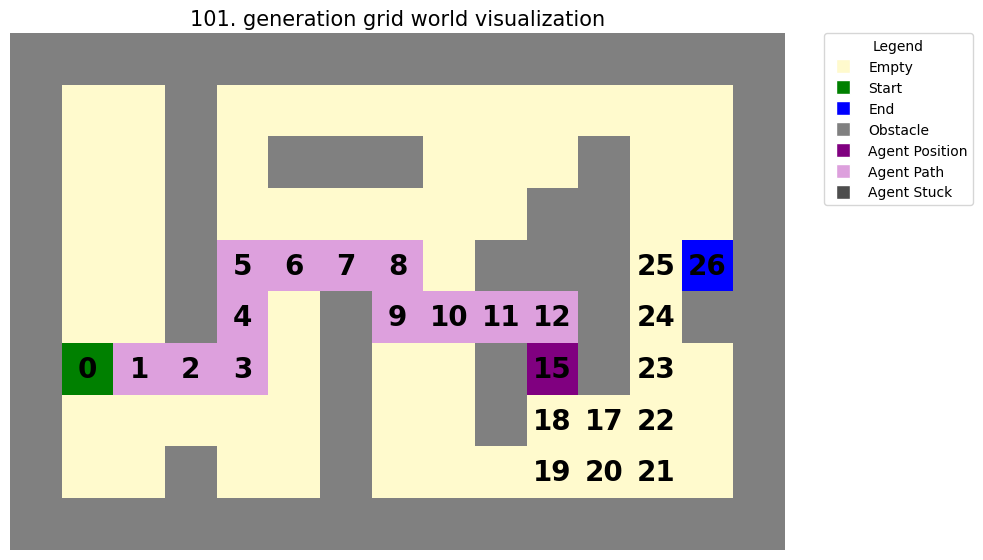 101. generation grid world visualization
Legend
Empty
Start
End
Obstacle
Agent Position
Agent Path
Agent Stuck
5 6 7 8 25 26
4 9 10 11 12 24
0 1 2 3 15 23
18 17 22
19 20 21